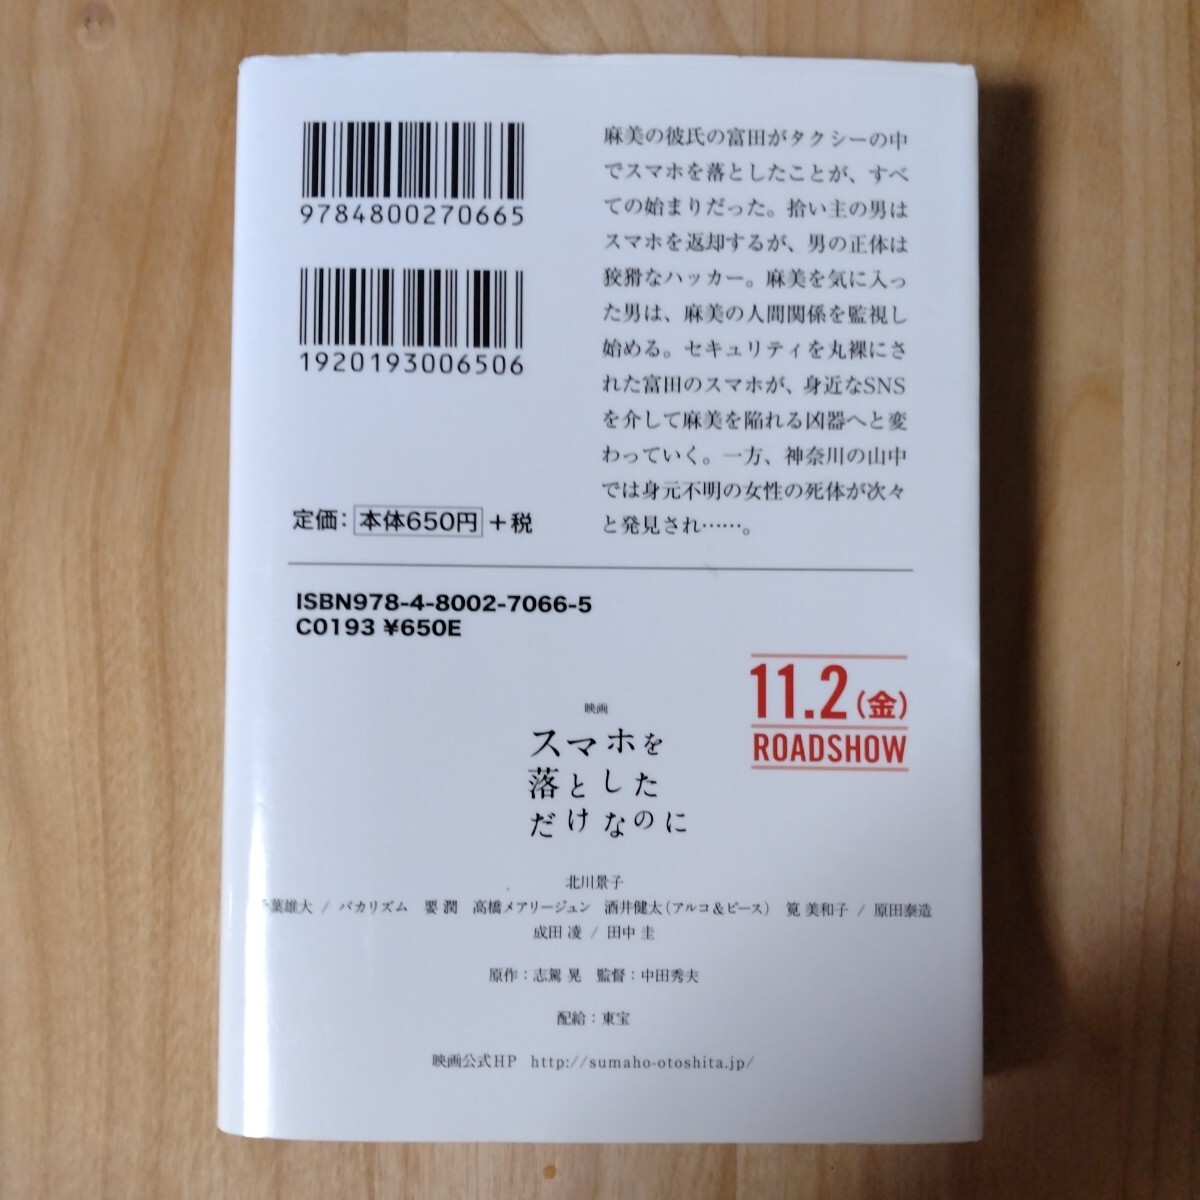 9784800270665
1920193006506
定価：本体650円＋税
麻美の彼氏の富田がタクシーの中
でスマホを落としたことが、すべ
ての始まりだった。拾い主の男は
スマホを返却するが、男の正体は
狡猾なハッカー。麻美を気に入っ
た男は、麻美の人間関係を監視し
始める。セキュリティを丸裸にさ
れた富田のスマホが、身近なSNS
を介して麻美を陥れる凶器へと変
わっていく。一方、神奈川の山中
では身元不明の女性の死体が次々
と発見され……。
ISBN978-4-8002-7066-5
C0193 ¥650E
11.2(金)
ROADSHOW
映画
スマホを
落とした
だけなのに
北川景子
葉雄大 / バカリズム 要 潤 高橋メアリージュン 酒井健太(アルコ＆ピース) 筧 美和子 / 原田泰造
成田 凌 / 田中 圭
原作：志駕 晃 監督：中田秀夫
配給：東宝
映画公式HP http://sumaho-otoshita.jp/